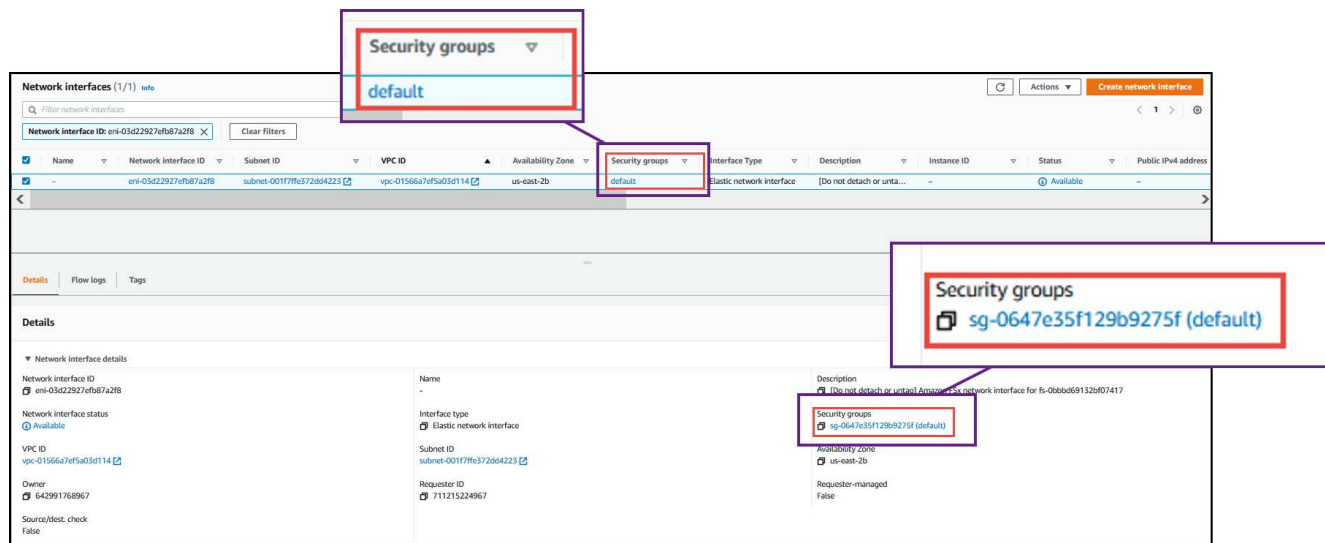 Security groups
default
Network interfaces (1/1) Info
Actions
Create network interface
Filter network interfaces
1
Network interface ID: eni-03d22927efb87a2f8
Clear filters
Name Network interface ID Subnet ID VPC ID Availability Zone Security groups Interface Type Description Instance ID Status Public IPv4 address
– eni-03d22927efb87a2f8 subnet-001f7ffe372dd4223 vpc-01566a7ef5a03d114 us-east-2b default Elastic network interface [Do not detach or unta... – Available –
Security groups
sg-0647e35f129b9275f (default)
Details Flow logs Tags
Details
Network interface details
Network interface ID Name Description
eni-03d22927efb87a2f8 – [Do not detach or untag] Amazon FSx network interface for fs-0bbbd69132bf07417
Network interface status Interface type Security groups
Available Elastic network interface sg-0647e35f129b9275f (default)
VPC ID Subnet ID Availability Zone
vpc-01566a7ef5a03d114 subnet-001f7ffe372dd4223 us-east-2b
Owner Requester ID Requester-managed
642991768967 711215224967 False
Source/dest. check
False